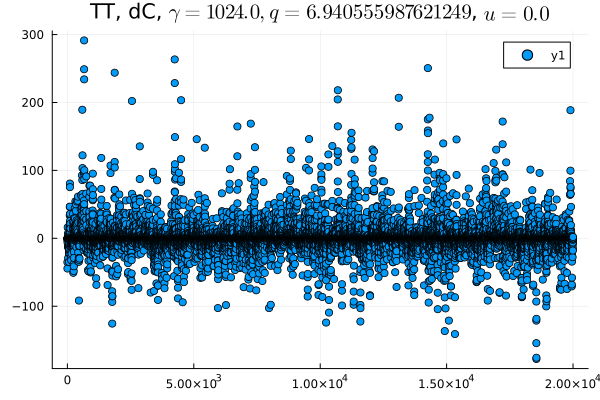 TT, dC, γ = 1024.0, q = 6.940555987621249, u = 0.0
y1
300
200
100
0
−100
0 5.00×10³ 1.00×10⁴ 1.50×10⁴ 2.00×10⁴